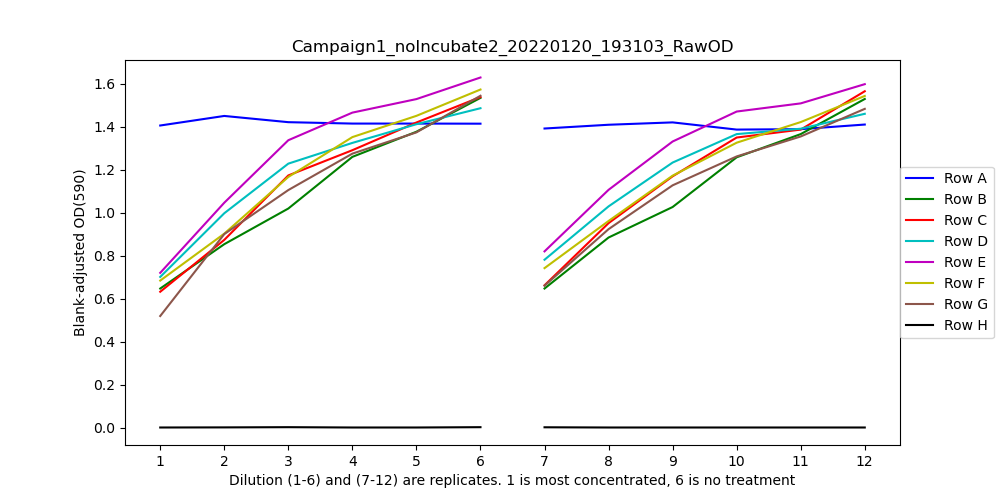 Campaign1_noIncubate2_20220120_193103_RawOD
Blank-adjusted OD(590)
1.6
1.4
1.2
1.0
0.8
0.6
0.4
0.2
0.0
1 2 3 4 5 6 7 8 9 10 11 12
Dilution (1-6) and (7-12) are replicates. 1 is most concentrated, 6 is no treatment
Row A
Row B
Row C
Row D
Row E
Row F
Row G
Row H